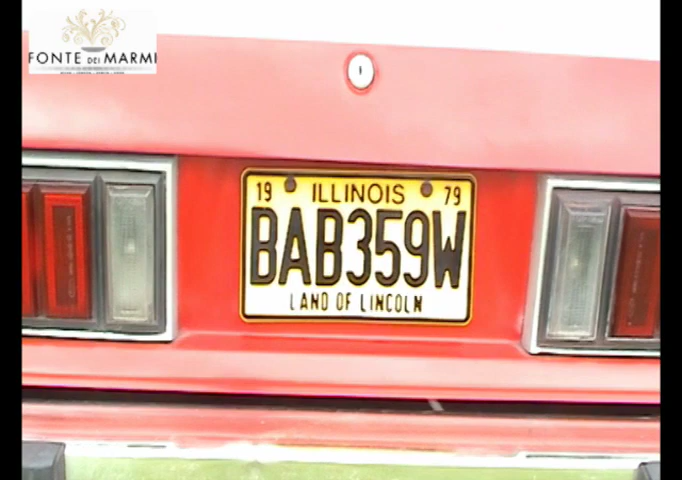 FONTE DEI MARMI
19 ILLINOIS 79
BAB359W
LAND OF LINCOLN